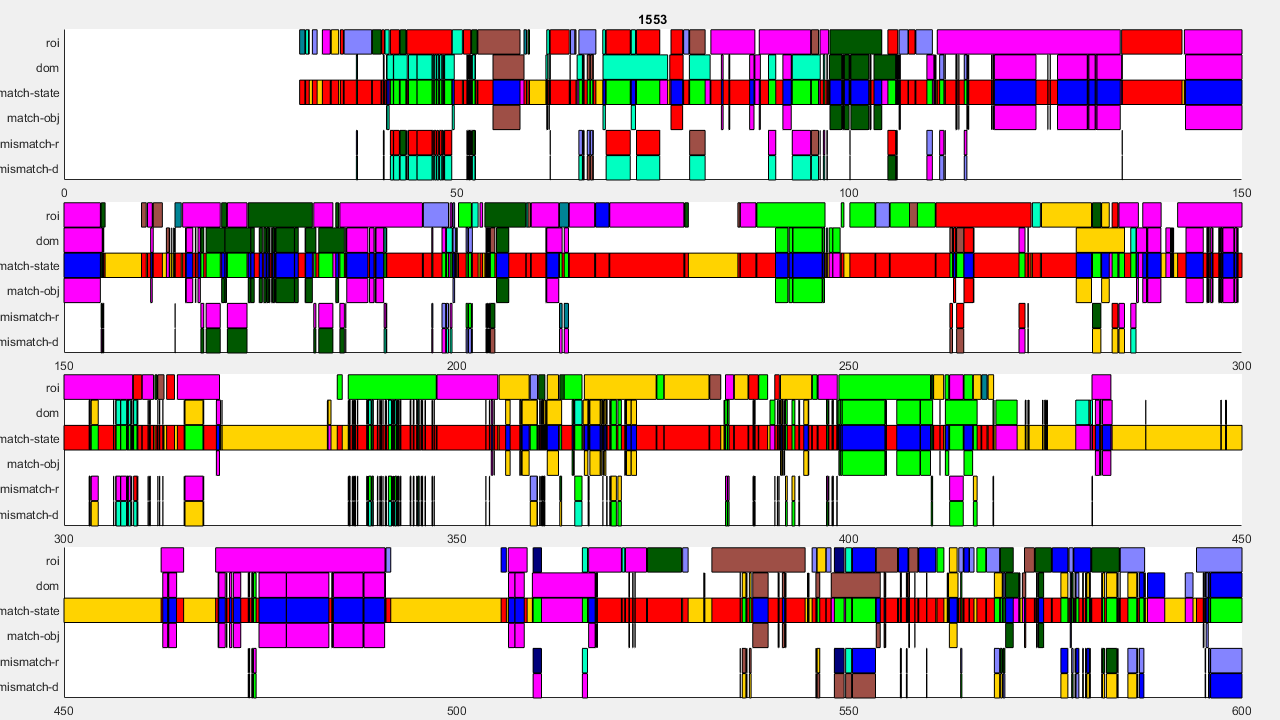 1553
roi
dom
match-state
match-obj
mismatch-r
mismatch-d
0 50 100 150
roi
dom
match-state
match-obj
mismatch-r
mismatch-d
150 200 250 300
roi
dom
match-state
match-obj
mismatch-r
mismatch-d
300 350 400 450
roi
dom
match-state
match-obj
mismatch-r
mismatch-d
450 500 550 600